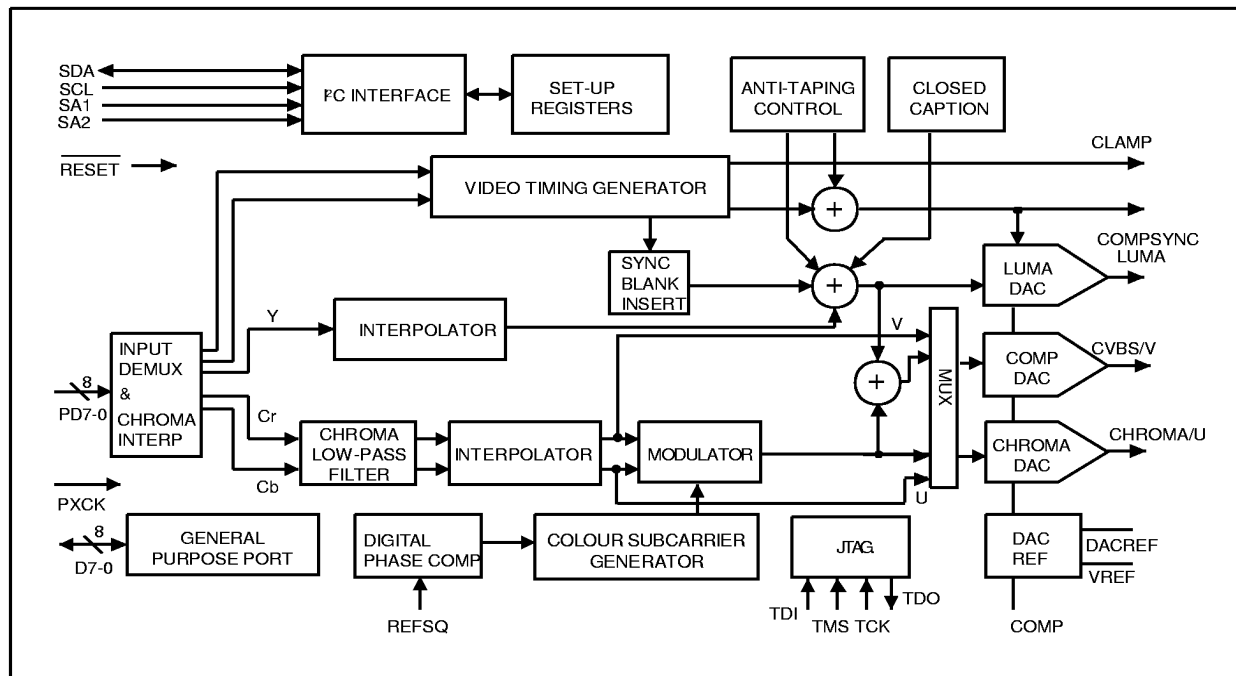 SDA
SCL
SA1
SA2
I²C INTERFACE
SET-UP
REGISTERS
ANTI-TAPING
CONTROL
CLOSED
CAPTION
RESET
VIDEO TIMING GENERATOR
CLAMP
+
COMPSYNC
LUMA
SYNC
BLANK
INSERT
+
LUMA
DAC
Y
INTERPOLATOR
V
INPUT
DEMUX
&
CHROMA
INTERP
8
PD7-0
+
MUX
COMP
DAC
CVBS/V
Cr
Cb
CHROMA
LOW-PASS
FILTER
INTERPOLATOR
MODULATOR
U
CHROMA
DAC
CHROMA/U
PXCK
8
D7-0
GENERAL
PURPOSE PORT
DIGITAL
PHASE COMP
REFSQ
COLOUR SUBCARRIER
GENERATOR
JTAG
TDI
TMS
TCK
TDO
DAC
REF
DACREF
VREF
COMP